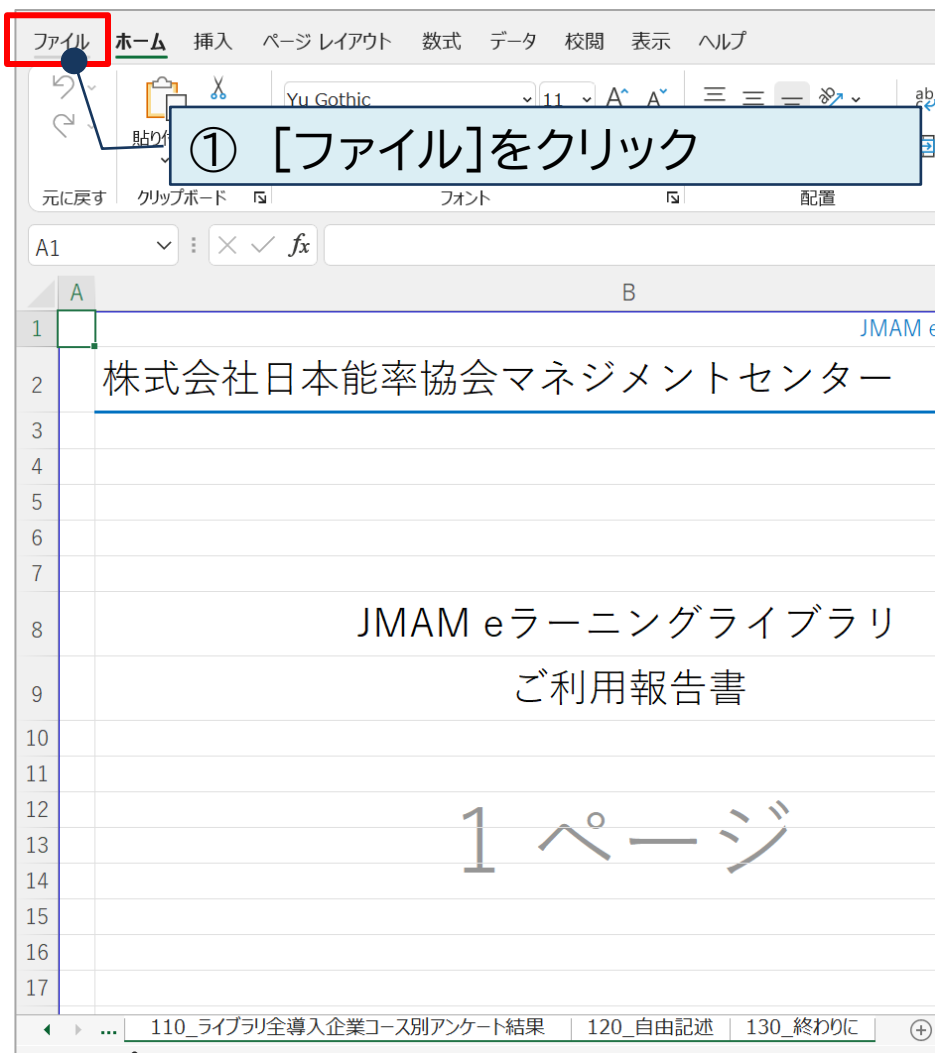 ファイル ホーム 挿入 ページ レイアウト 数式 データ 校閲 表示 ヘルプ
Yu Gothic 11 A A ab
① [ファイル]をクリック
元に戻す クリップボード フォント 配置
A1 fx
A B
1 JMAM e
2 株式会社日本能率協会マネジメントセンター
3
4
5
6
7
8 JMAM eラーニングライブラリ
9 ご利用報告書
10
11
12
1 ページ
13
14
15
16
17
... 110_ライブラリ全導入企業コース別アンケート結果 120_自由記述 130_終わりに